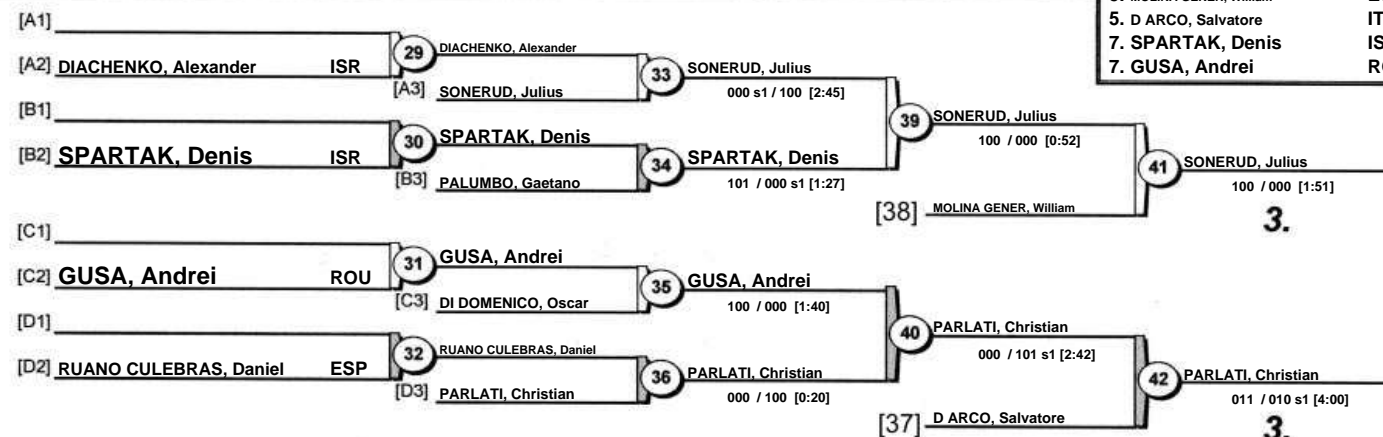 MOLINA GENER, William
5. D ARCO, Salvatore IT
7. SPARTAK, Denis IS
7. GUSA, Andrei
[A1]
29 DIACHENKO, Alexander
[A2] DIACHENKO, Alexander ISR
33 SONERUD, Julius
[A3] SONERUD, Julius
000 s1 / 100 [2:45]
[B1]
39 SONERUD, Julius
100 / 000 [0:52]
30 SPARTAK, Denis
[B2] SPARTAK, Denis ISR
34 SPARTAK, Denis
41 SONERUD, Julius
[B3] PALUMBO, Gaetano
101 / 000 s1 [1:27]
100 / 000 [1:51]
[38] MOLINA GENER, William
3.
[C1]
31 GUSA, Andrei
[C2] GUSA, Andrei ROU
35 GUSA, Andrei
[C3] DI DOMENICO, Oscar
100 / 000 [1:40]
[D1]
40 PARLATI, Christian
32 RUANO CULEBRAS, Daniel
000 / 101 s1 [2:42]
[D2] RUANO CULEBRAS, Daniel ESP
36 PARLATI, Christian
42 PARLATI, Christian
[D3] PARLATI, Christian
000 / 100 [0:20]
011 / 010 s1 [4:00]
[37] D ARCO, Salvatore
3.